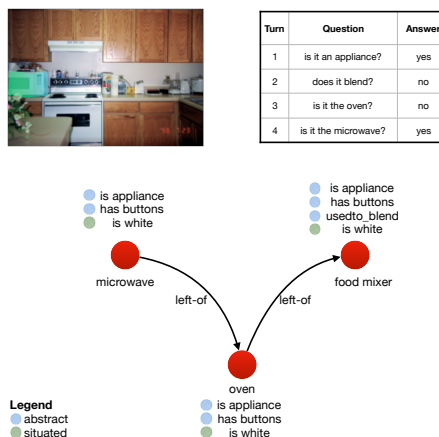 Turn Question Answer
1 is it an appliance? yes
2 does it blend? no
3 is it the oven? no
4 is it the microwave? yes
is appliance
has buttons
is white
microwave
is appliance
has buttons
usedto_blend
is white
food mixer
left-of
left-of
oven
is appliance
has buttons
is white
Legend
abstract
situated